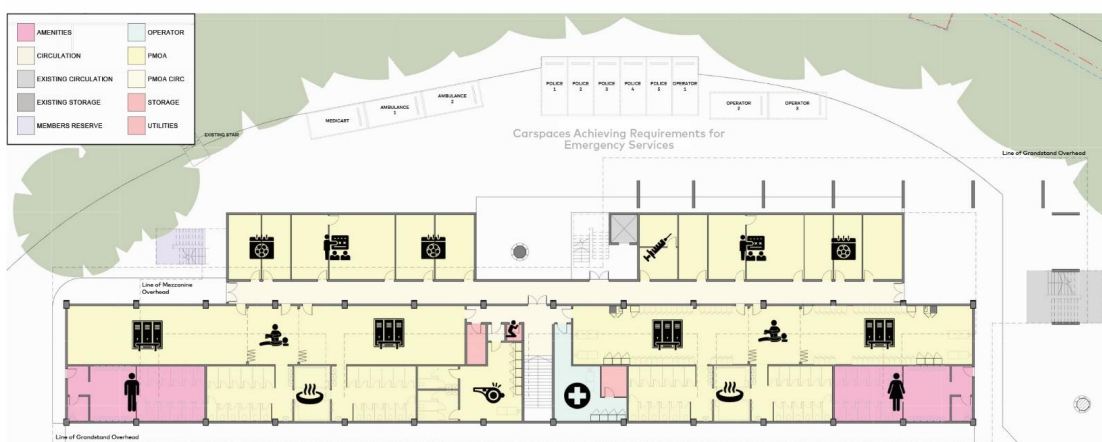 AMENITIES
OPERATOR
CIRCULATION
PMOA
EXISTING CIRCULATION
PMOA CIRC
EXISTING STORAGE
STORAGE
MEMBERS RESERVE
UTILITIES
EXISTING STAIR
MEDICART
AMBULANCE
1
AMBULANCE
2
POLICE
1
POLICE
2
POLICE
3
POLICE
4
POLICE
5
OPERATOR
1
OPERATOR
2
OPERATOR
3
Carspaces Achieving Requirements for
Emergency Services
Line of Grandstand Overhead
Line of Mezzanine
Overhead
Line of Grandstand Overhead